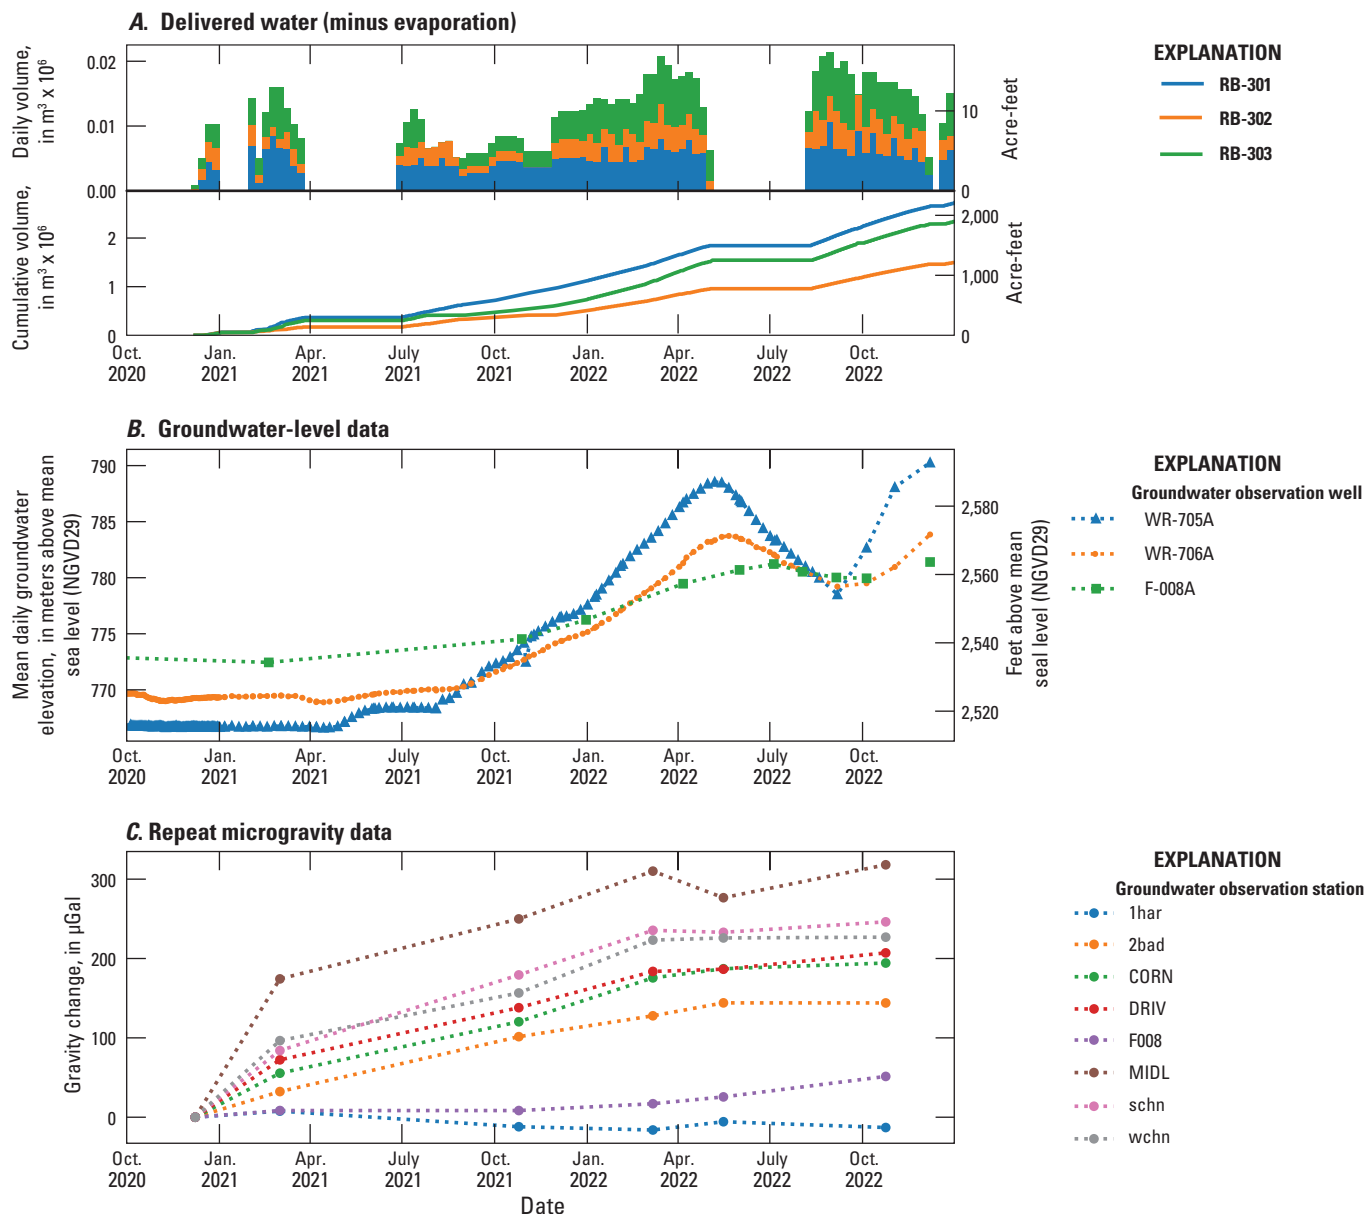 A. Delivered water (minus evaporation)
Daily volume,
in m³ x 10⁶
0.02
0.01
0.00
10
0
Acre-feet
Cumulative volume,
in m³ x 10⁶
2
1
0
2,000
1,000
0
Acre-feet
Oct. Jan. Apr. July Oct. Jan. Apr. July Oct.
2020 2021 2021 2021 2021 2022 2022 2022 2022
EXPLANATION
RB-301
RB-302
RB-303
B. Groundwater-level data
Mean daily groundwater
elevation, in meters above mean
sea level (NGVD29)
790
785
780
775
770
2,580
2,560
2,540
2,520
Feet above mean
seal level (NGVD29)
Oct. Jan. Apr. July Oct. Jan. Apr. July Oct.
2020 2021 2021 2021 2021 2022 2022 2022 2022
EXPLANATION
Groundwater observation well
WR-705A
WR-706A
F-008A
C. Repeat microgravity data
Gravity change, in µGal
300
200
100
0
Oct. Jan. Apr. July Oct. Jan. Apr. July Oct.
2020 2021 2021 2021 2021 2022 2022 2022 2022
Date
EXPLANATION
Groundwater observation station
1har
2bad
CORN
DRIV
F008
MIDL
schn
wchn